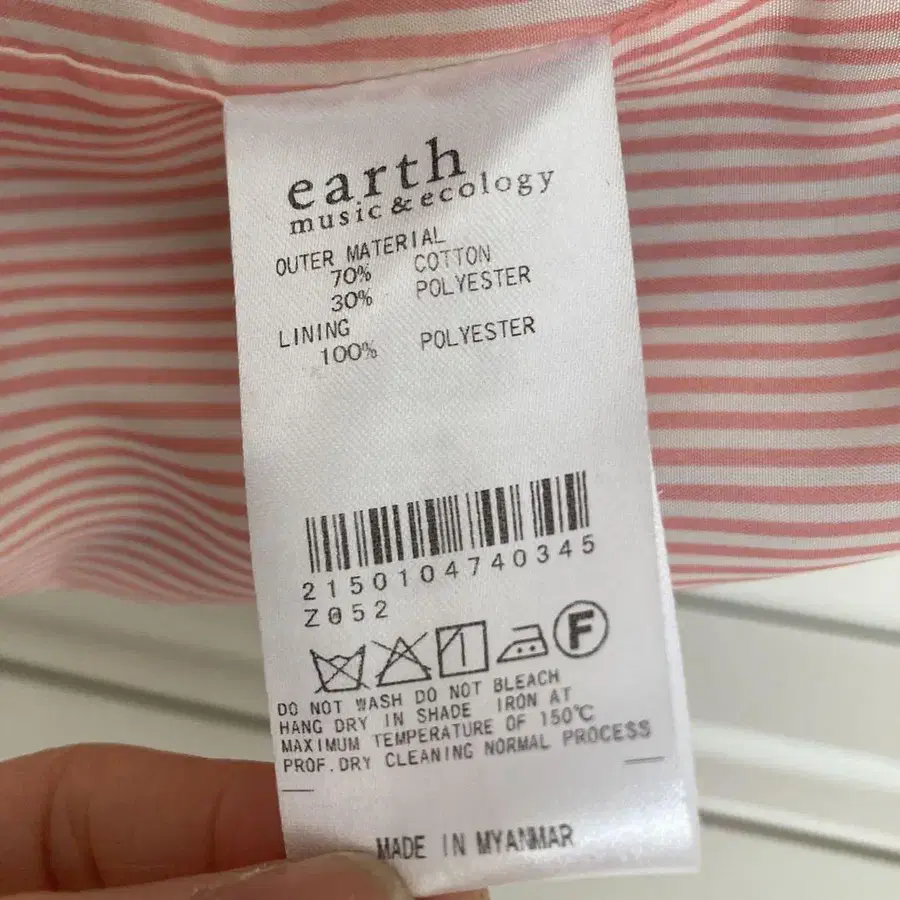 earth
music & ecology
OUTER MATERIAL
70% COTTON
30% POLYESTER
LINING
100% POLYESTER
2150104740345
Z052
F
DO NOT WASH DO NOT BLEACH
HANG DRY IN SHADE IRON AT
MAXIMUM TEMPERATURE OF 150℃
PROF.DRY CLEANING NORMAL PROCESS
MADE IN MYANMAR